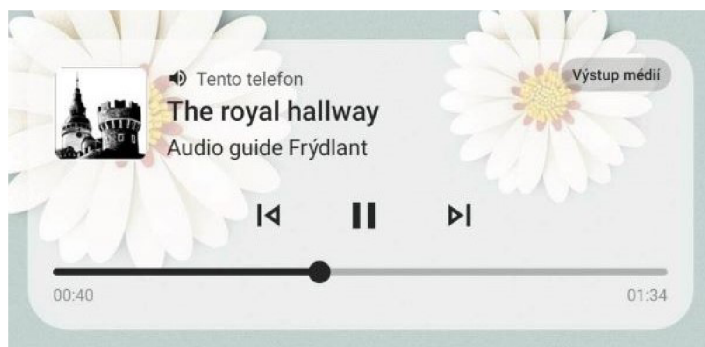 Tento telefon
Výstup médií
The royal hallway
Audio guide Frýdlant
00:40
01:34